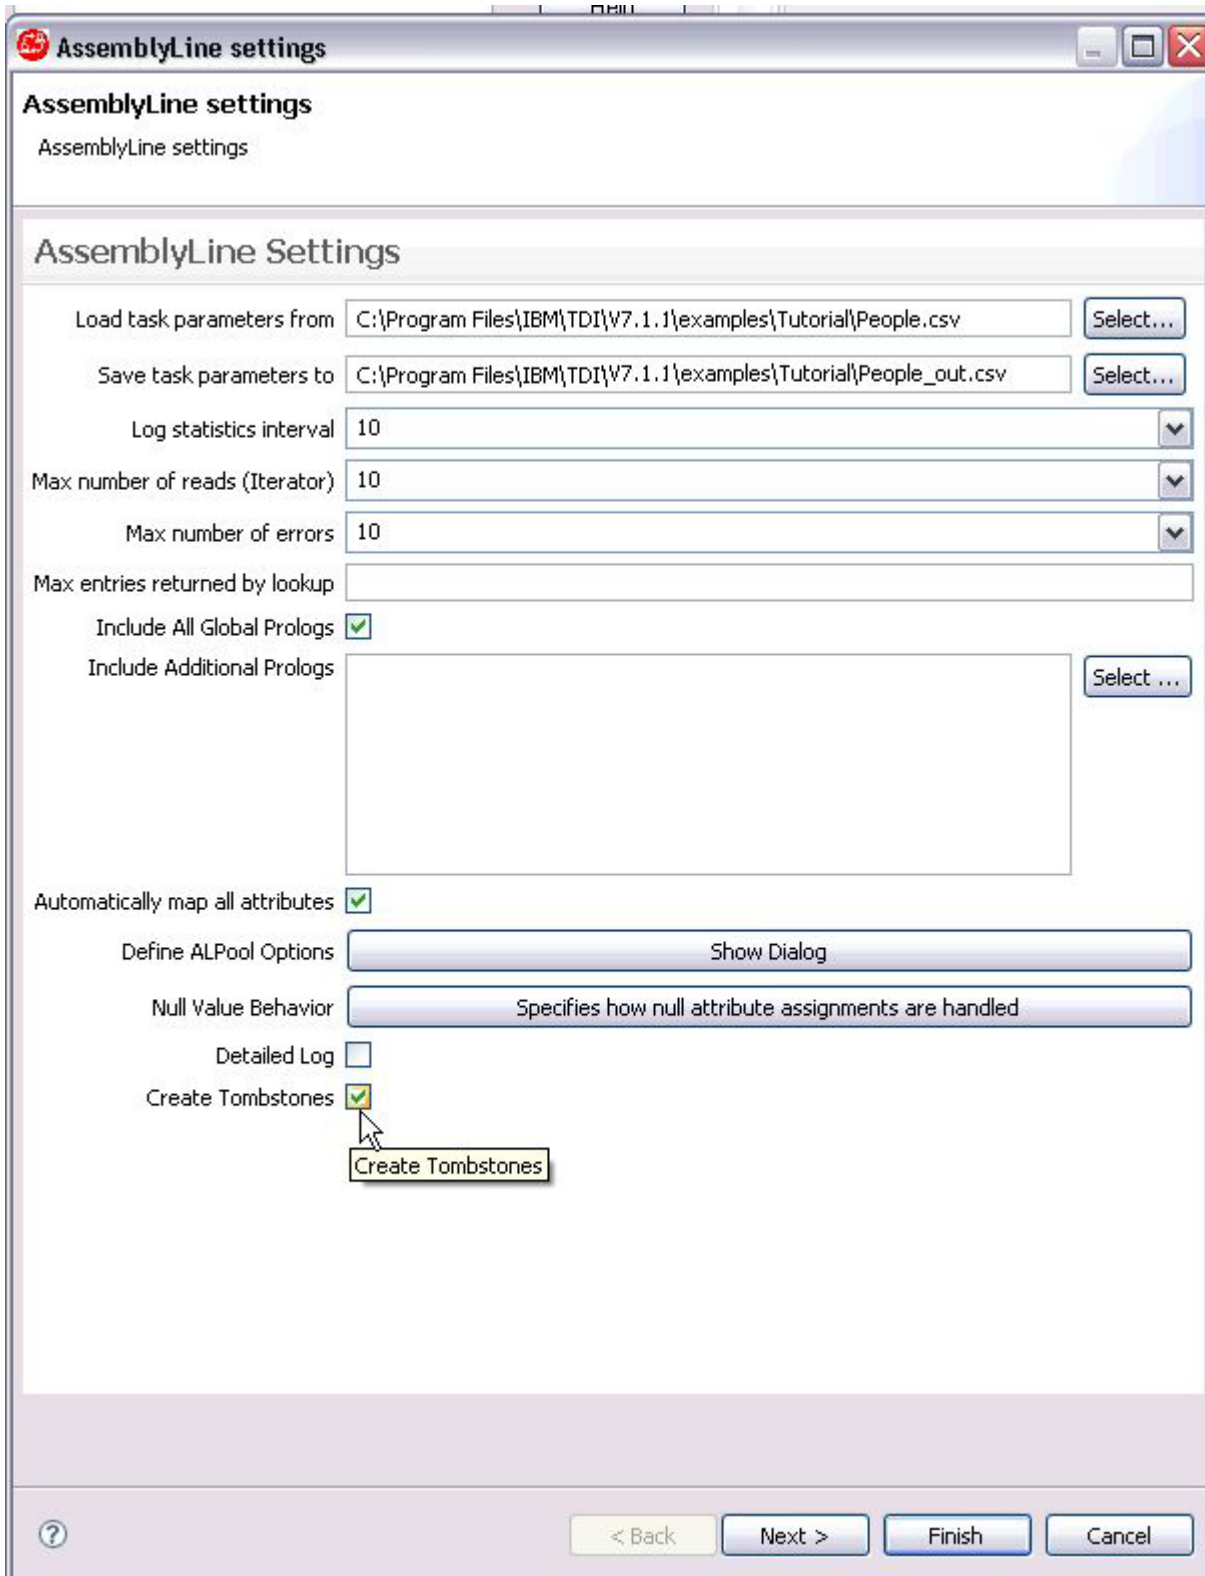 Help
AssemblyLine settings
AssemblyLine settings
AssemblyLine settings
AssemblyLine Settings
Load task parameters from C:\Program Files\IBM\TDI\V7.1.1\examples\Tutorial\People.csv Select...
Save task parameters to C:\Program Files\IBM\TDI\V7.1.1\examples\Tutorial\People_out.csv Select...
Log statistics interval 10
Max number of reads (Iterator) 10
Max number of errors 10
Max entries returned by lookup
Include All Global Prologs
Include Additional Prologs Select ...
Automatically map all attributes
Define ALPool Options Show Dialog
Null Value Behavior Specifies how null attribute assignments are handled
Detailed Log
Create Tombstones
Create Tombstones
? < Back Next > Finish Cancel